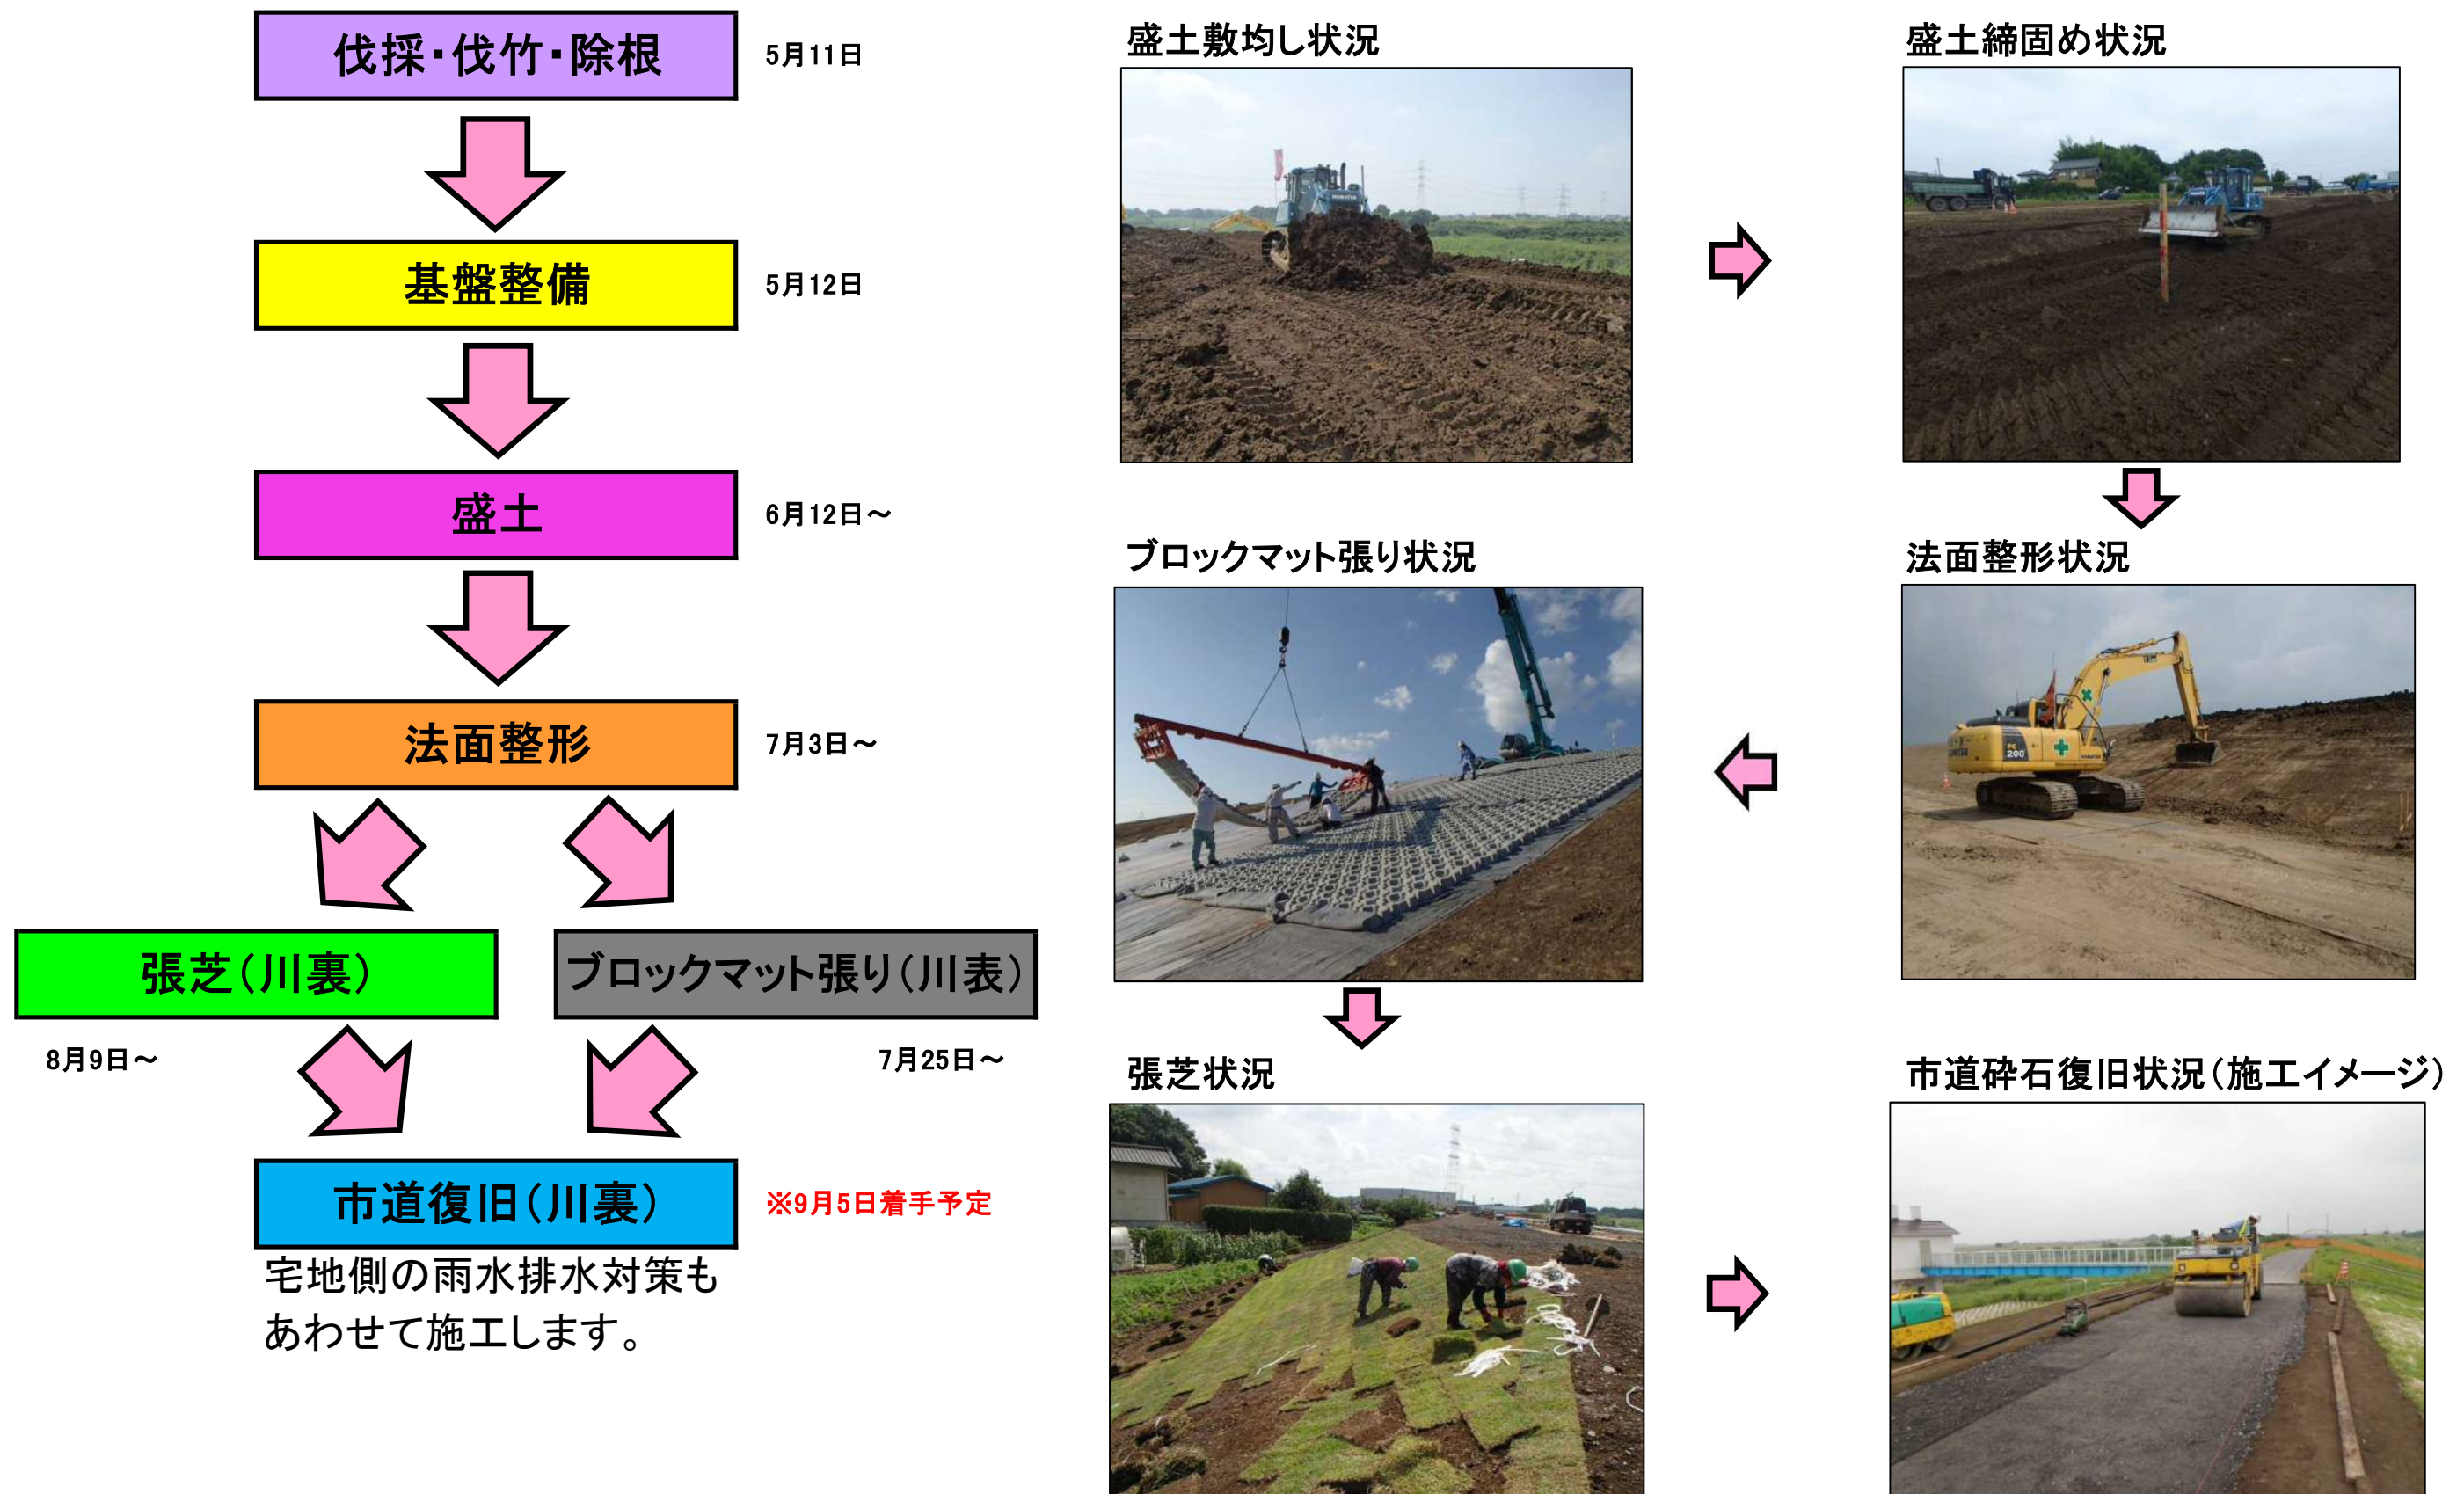 伐採・伐竹・除根
5月11日
基盤整備
5月12日
盛土
6月12日～
法面整形
7月3日～
張芝（川裏）
ブロックマット張り（川表）
8月9日～
7月25日～
市道復旧（川裏）
※9月5日着手予定
宅地側の雨水排水対策も
あわせて施工します。
盛土敷均し状況
盛土締固め状況
KOMATSU
ブロックマット張り状況
法面整形状況
PC
200
KOMATSU
張芝状況
市道砕石復旧状況（施工イメージ）